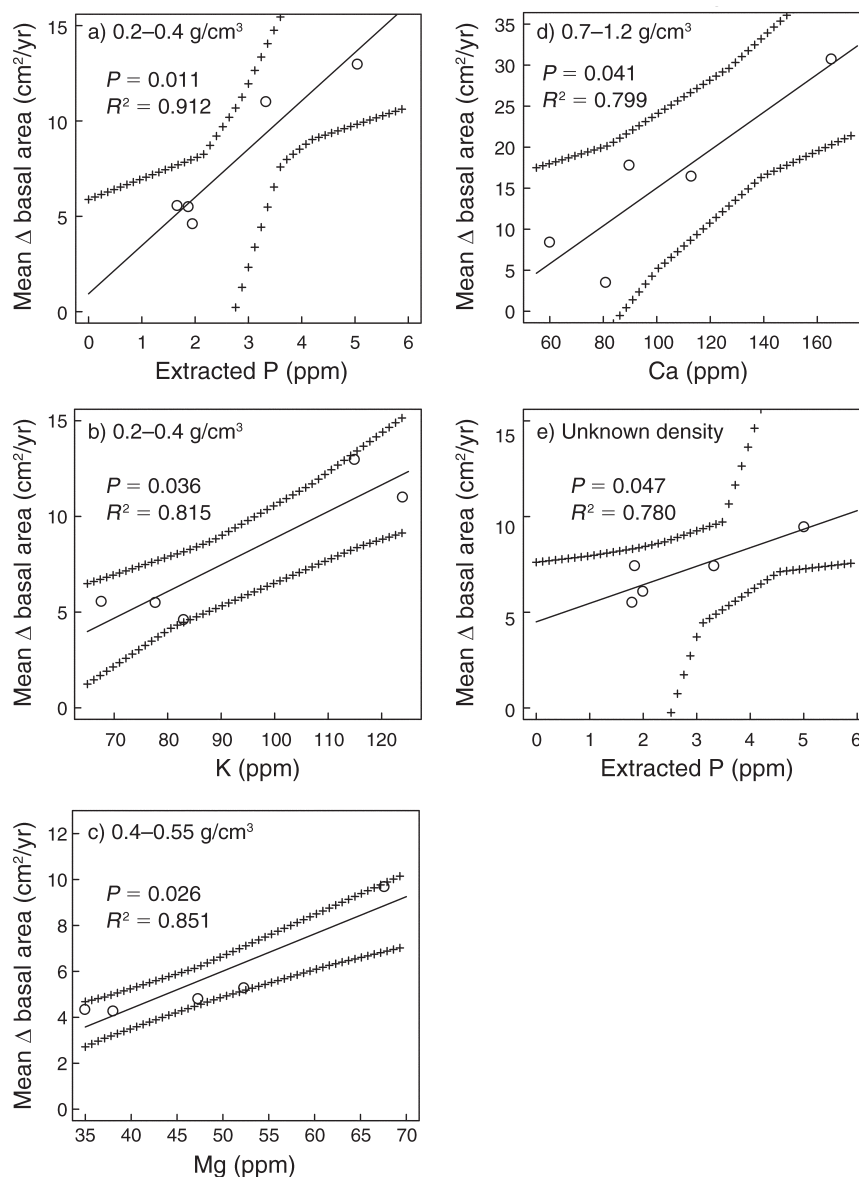 a) 0.2–0.4 g/cm³
P = 0.011
R² = 0.912
Mean Δ basal area (cm²/yr)
15
10
5
0
0 1 2 3 4 5 6
Extracted P (ppm)
b) 0.2–0.4 g/cm³
P = 0.036
R² = 0.815
Mean Δ basal area (cm²/yr)
15
10
5
0
70 80 90 100 110 120
K (ppm)
c) 0.4–0.55 g/cm³
P = 0.026
R² = 0.851
Mean Δ basal area (cm²/yr)
12
10
8
6
4
2
0
35 40 45 50 55 60 65 70
Mg (ppm)
d) 0.7–1.2 g/cm³
P = 0.041
R² = 0.799
Mean Δ basal area (cm²/yr)
35
30
25
20
15
10
5
0
60 80 100 120 140 160
Ca (ppm)
e) Unknown density
P = 0.047
R² = 0.780
Mean Δ basal area (cm²/yr)
15
10
5
0
0 1 2 3 4 5 6
Extracted P (ppm)